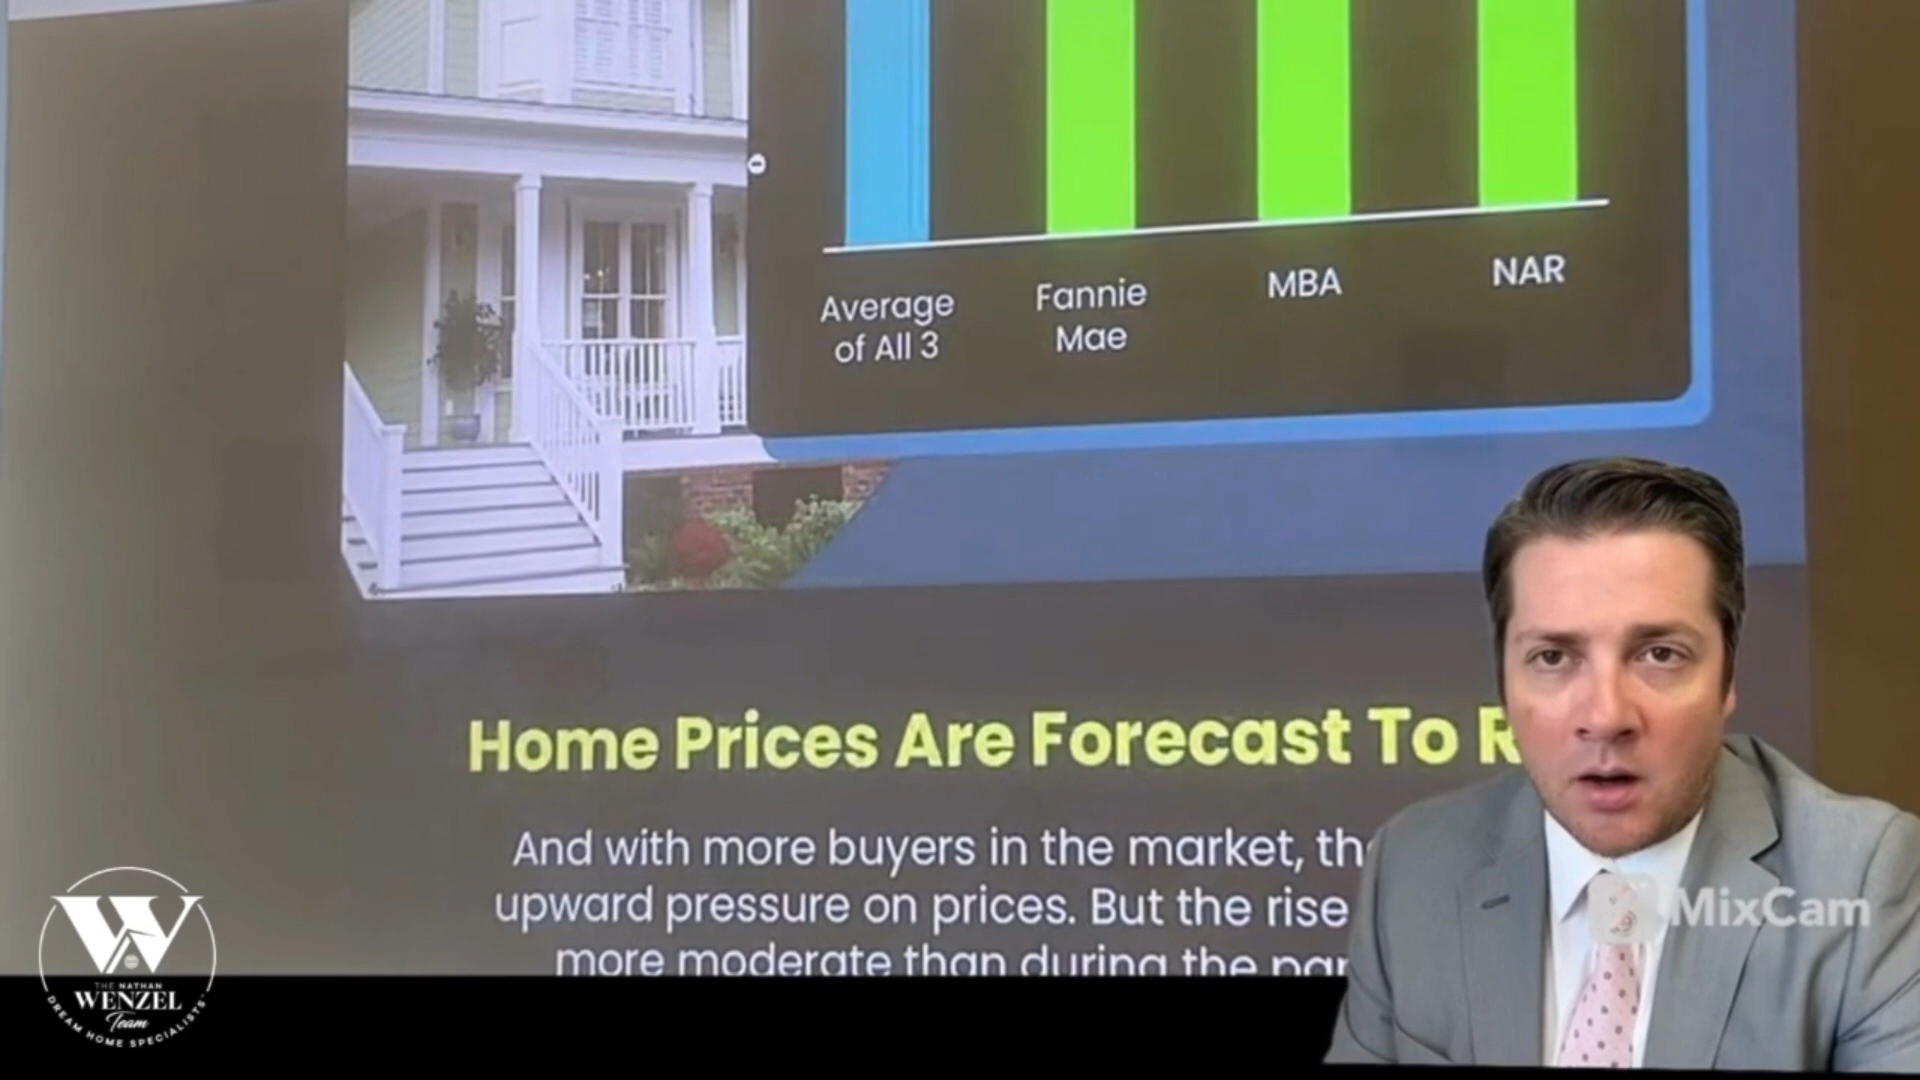 Average
of All 3
Fannie
Mae
MBA
NAR
Home Prices Are Forecast To
And with more buyers in the market,
upward pressure on prices. But the rise
more moderate than during the
MixCam
W
THE NATHAN
WENZEL
Team
DREAM HOME SPECIALISTS